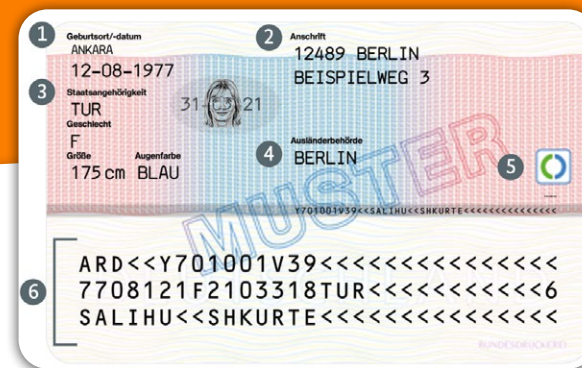 1
Geburtsort/-datum
ANKARA
12-08-1977
2
Anschrift
12489 BERLIN
BEISPIELWEG 3
3
Staatsangehörigkeit
TUR
31 21
Geschlecht
F
Größe Augenfarbe
175 cm BLAU
4
Ausländerbehörde
BERLIN
5
MUSTER
Y701001V39<<SALIHU<<SHKURTE<<<<<<<<<<<<<<<
6
ARD<<Y701001V39<<<<<<<<<<<<<<<
7708121F2103318TUR<<<<<<<<<<<6
SALIHU<<SHKURTE<<<<<<<<<<<<<<<
BUNDESDRUCKEREI